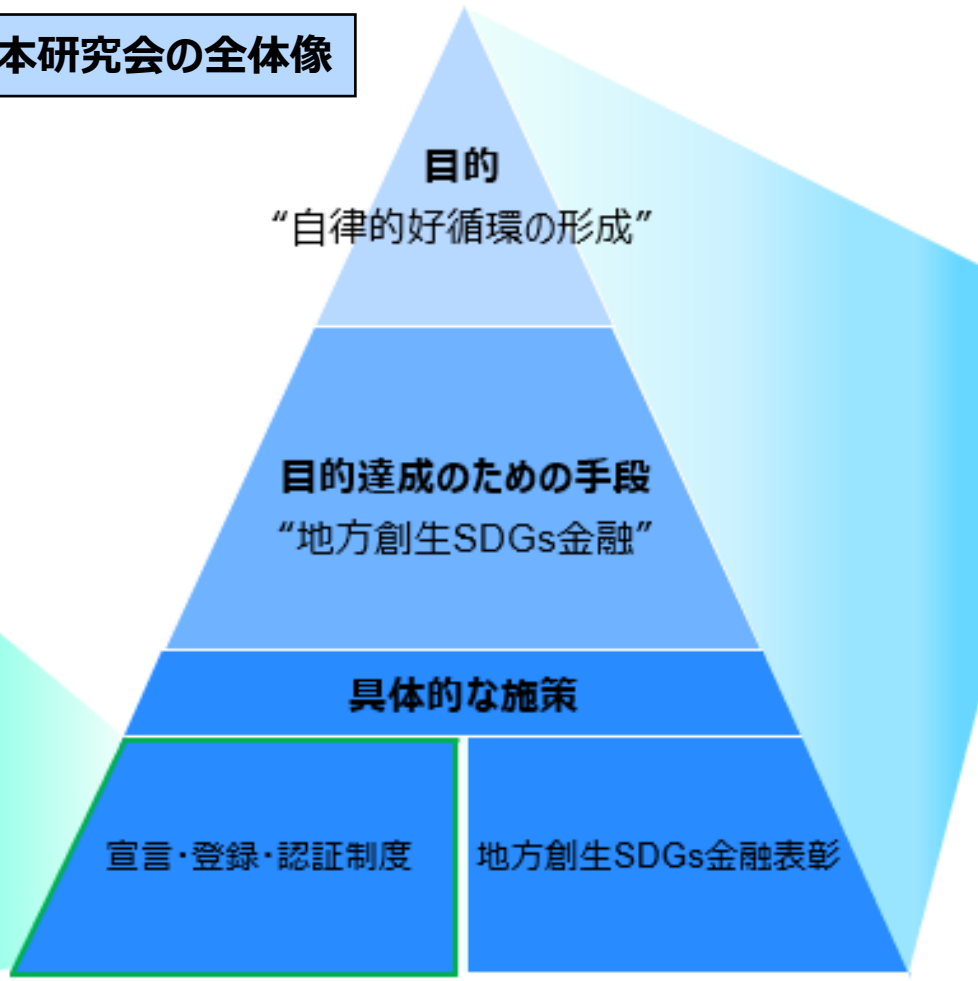 本研究会の全体像
目的
“自律的好循環の形成”
目的達成のための手段
“地方創生SDGs金融”
具体的な施策
宣言・登録・認証制度
地方創生SDGs金融表彰